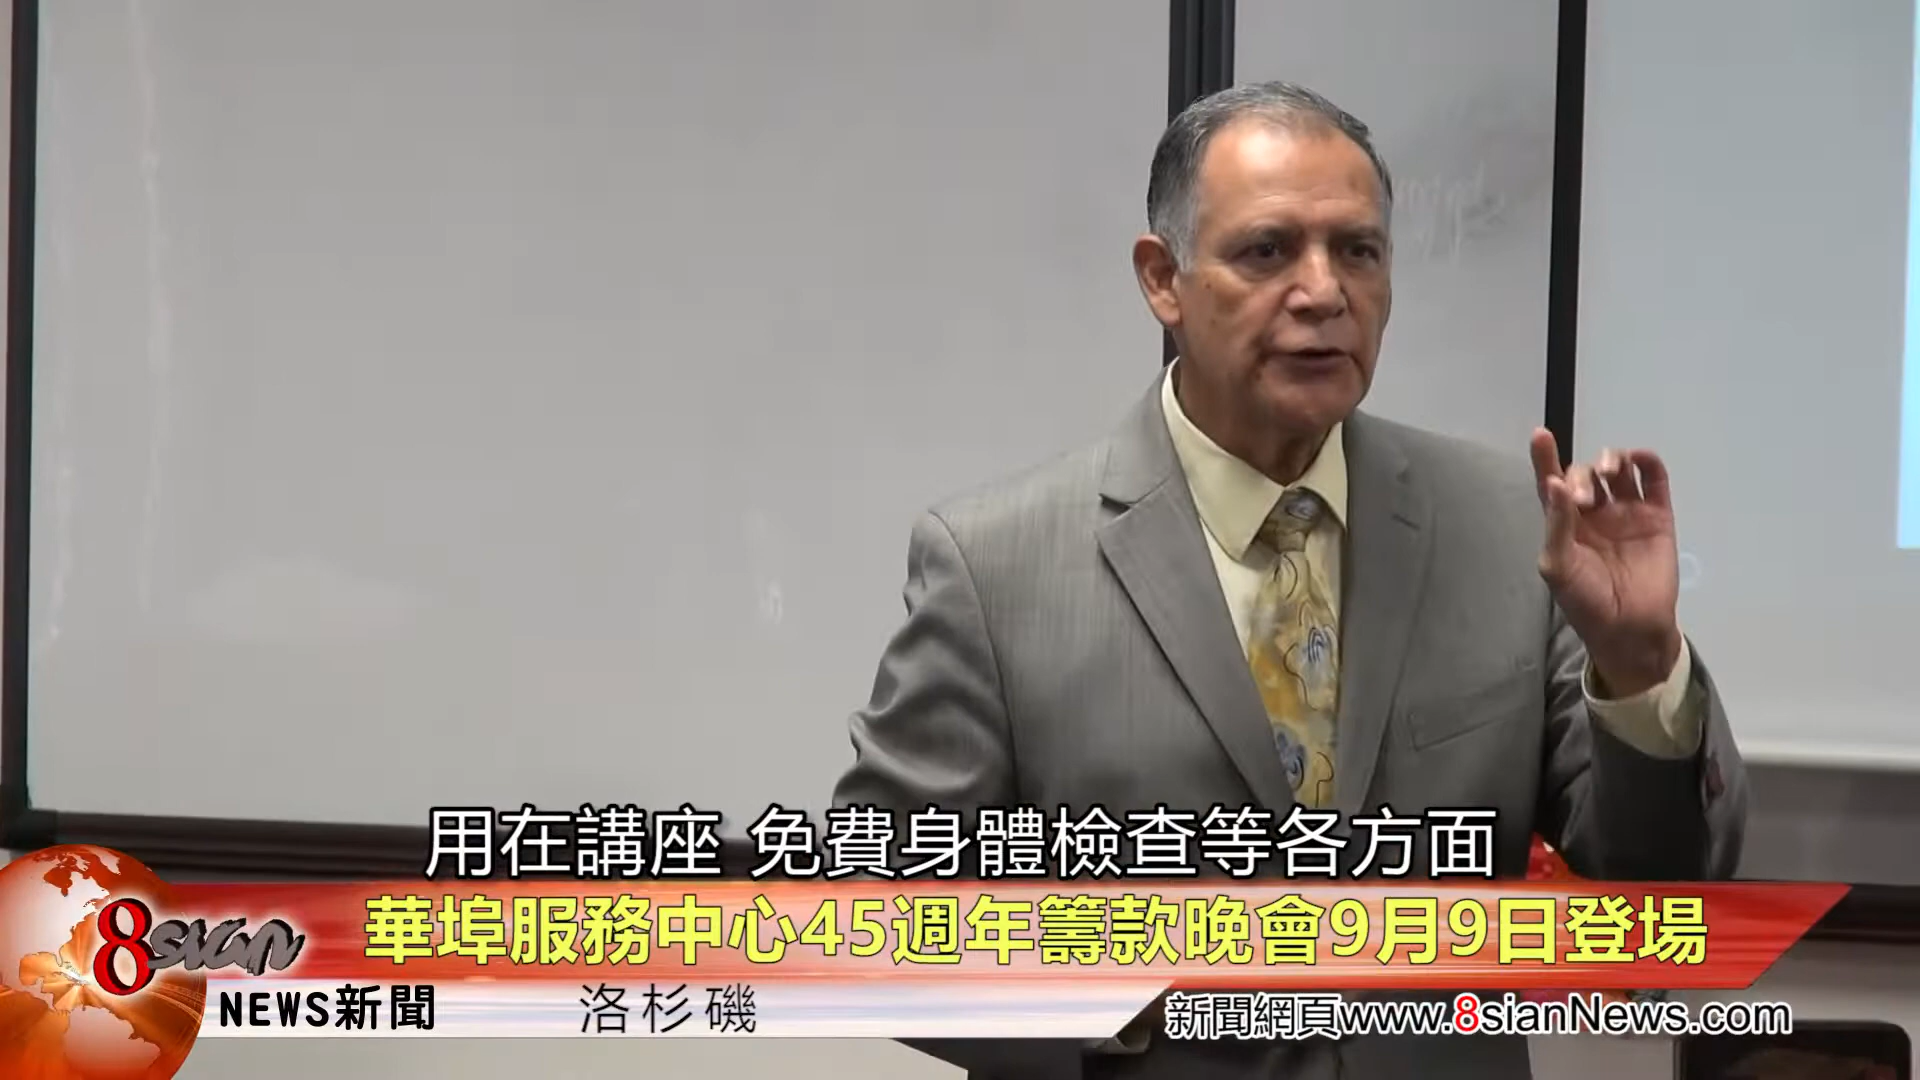 用在講座 免費身體檢查等各方面
華埠服務中心45週年籌款晚會9月9日登場
8sian
NEWS新聞
洛杉磯
新聞網頁www.8sianNews.com